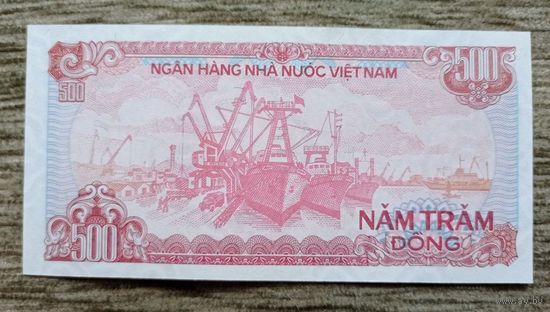 NGÂN HÀNG NHÀ NƯỚC VIỆT NAM
500
500
500
NĂM TRĂM
ĐỒNG